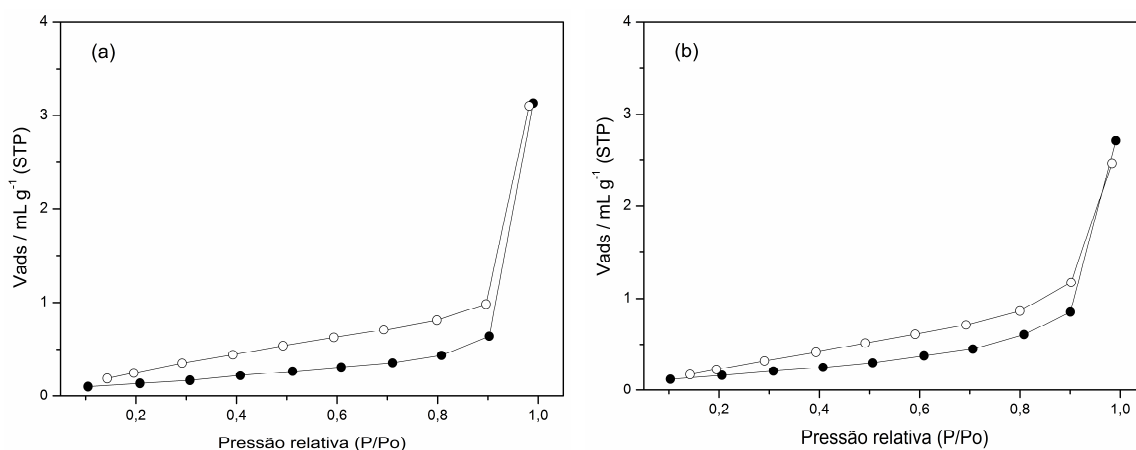 (a)
4
3
2
1
0
Vads / mL g⁻¹ (STP)
0,2 0,4 0,6 0,8 1,0
Pressão relativa (P/Po)
(b)
4
3
2
1
0
Vads / mL g⁻¹ (STP)
0,2 0,4 0,6 0,8 1,0
Pressão relativa (P/Po)